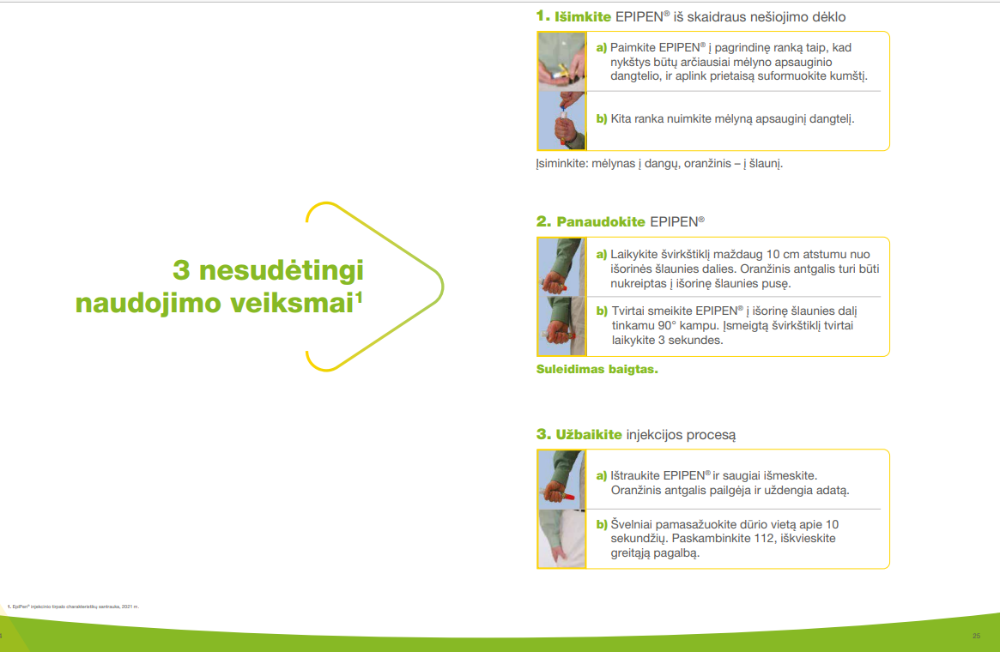 3 nesudėtingi
naudojimo veiksmai¹
1. Išimkite EPIPEN® iš skaidraus nešiojimo dėklo
a) Paimkite EPIPEN® į pagrindinę ranką taip, kad
nykštys būtų arčiausiai mėlyno apsauginio
dangtelio, ir aplink prietaisą suformuokite kumštį.
b) Kita ranka nuimkite mėlyną apsauginį dangtelį.
Įsiminkite: mėlynas į dangų, oranžinis – į šlaunį.
2. Panaudokite EPIPEN®
a) Laikykite švirkštiklį maždaug 10 cm atstumu nuo
išorinės šlaunies dalies. Oranžinis antgalis turi būti
nukreiptas į išorinę šlaunies pusę.
b) Tvirtai smeikite EPIPEN® į išorinę šlaunies dalį
tinkamu 90° kampu. Įsmeigtą švirkštiklį tvirtai
laikykite 3 sekundes.
Suleidimas baigtas.
3. Užbaikite injekcijos procesą
a) Ištraukite EPIPEN® ir saugiai išmeskite.
Oranžinis antgalis pailgėja ir uždengia adatą.
b) Švelniai pamasažuokite dūrio vietą apie 10
sekundžių. Paskambinkite 112, iškvieskite
greitąją pagalbą.
1. EpiPen® injekcinio tirpalo charakteristikų santrauka, 2021 m.
25